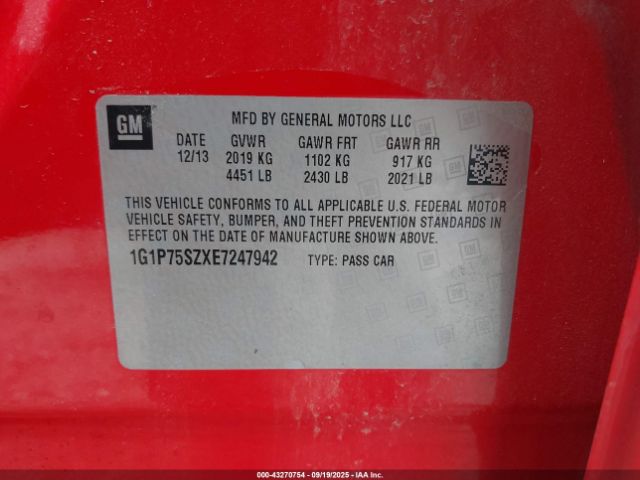 GM
MFD BY GENERAL MOTORS LLC
DATE GVWR GAWR FRT GAWR RR
12/13 2019 KG 1102 KG 917 KG
4451 LB 2430 LB 2021 LB
THIS VEHICLE CONFORMS TO ALL APPLICABLE U.S. FEDERAL MOTOR
VEHICLE SAFETY, BUMPER, AND THEFT PREVENTION STANDARDS IN
EFFECT ON THE DATE OF MANUFACTURE SHOWN ABOVE.
1G1P75SZXE7247942 TYPE: PASS CAR
000-43270754 - 09/19/2025 - IAA Inc.